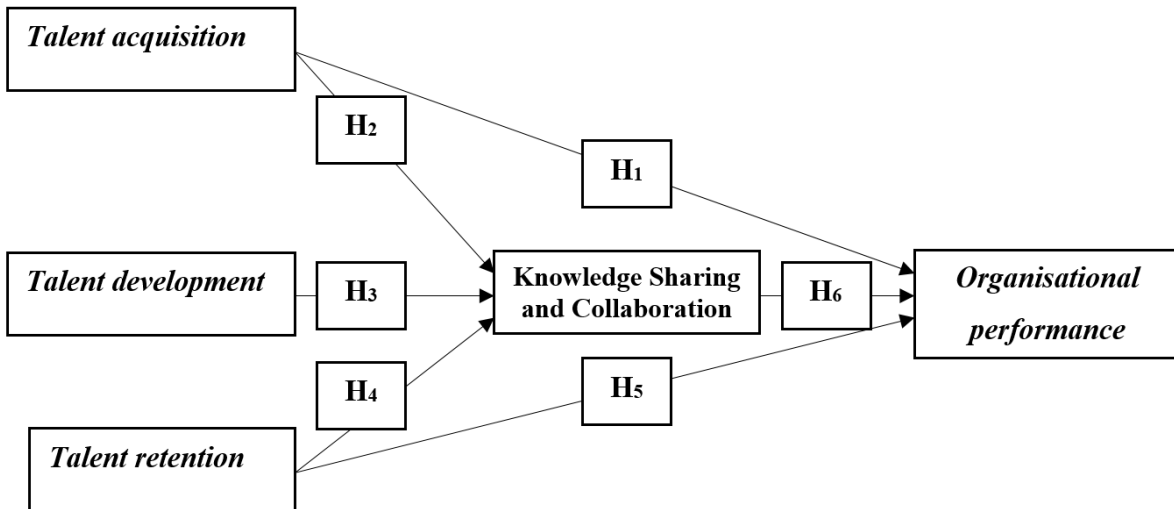 Talent acquisition
H₂
H₁
Talent development
H₃
Knowledge Sharing
and Collaboration
H₆
Organisational
performance
H₄
H₅
Talent retention